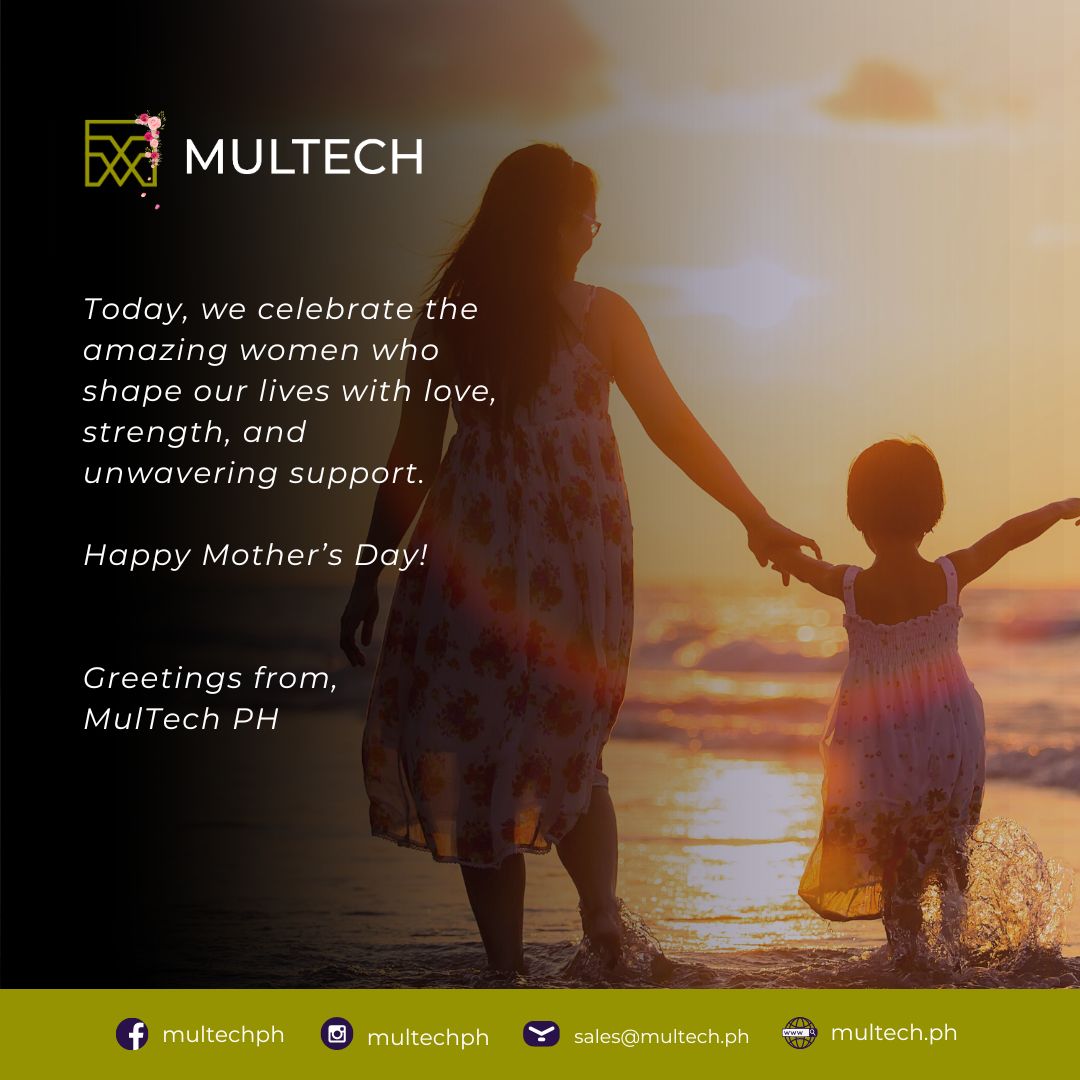 MULTECH
Today, we celebrate the
amazing women who
shape our lives with love,
strength, and
unwavering support.
Happy Mother’s Day!
Greetings from,
MulTech PH
multechph
multechph
sales@multech.ph
www
multech.ph